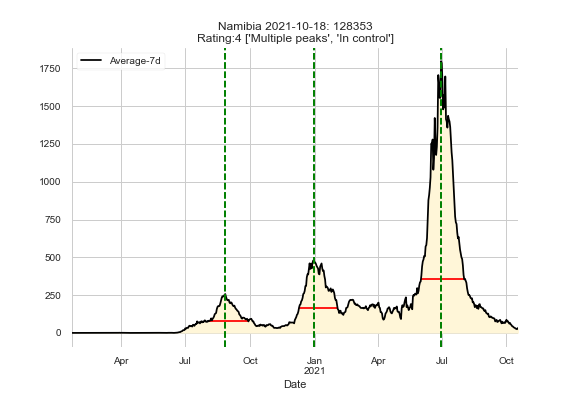 Namibia 2021-10-18: 128353
Rating:4 ['Multiple peaks', 'In control']
Average-7d
1750
1500
1250
1000
750
500
250
0
Apr Jul Oct Jan Apr Jul Oct
2021
Date